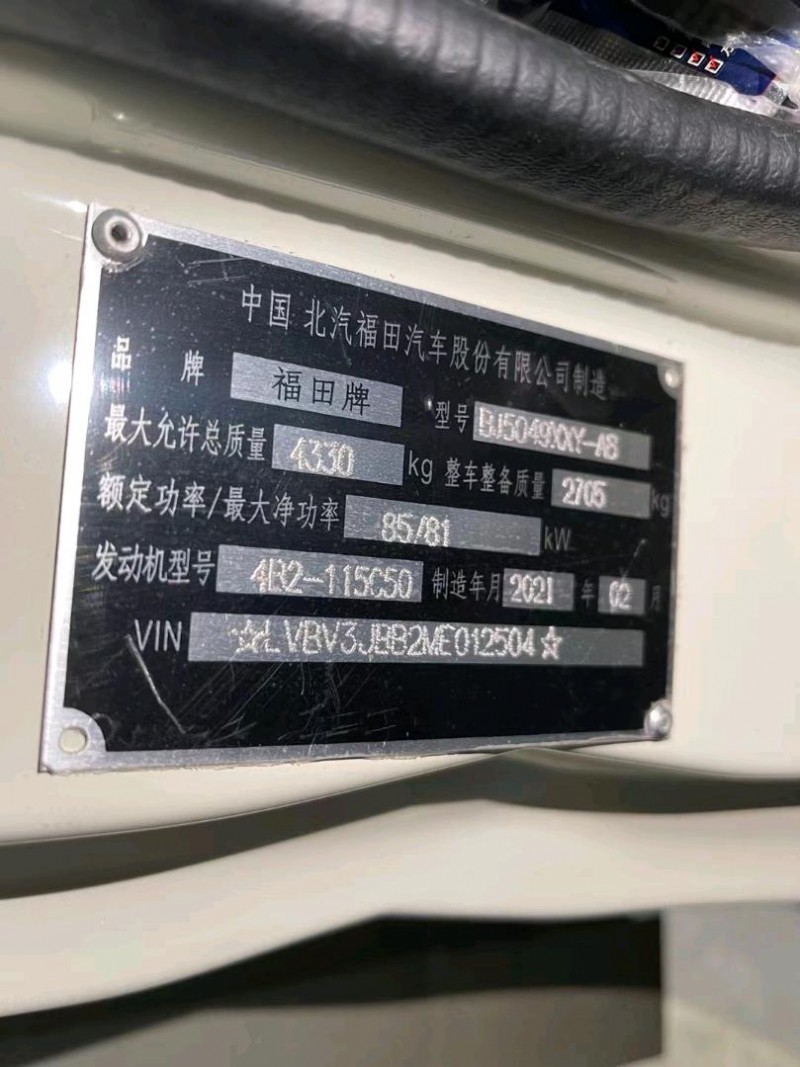 中国 北汽福田汽车股份有限公司制造
品 牌 福田牌 型号 BJ5049XXY-A8
最大允许总质量 4330 kg 整车整备质量 2705 kg
额定功率/最大净功率 85/81 kW
发动机型号 4B2-115C50 制造年月 2021 年 02 月
VIN ☆LVBV3JBB2ME012504☆